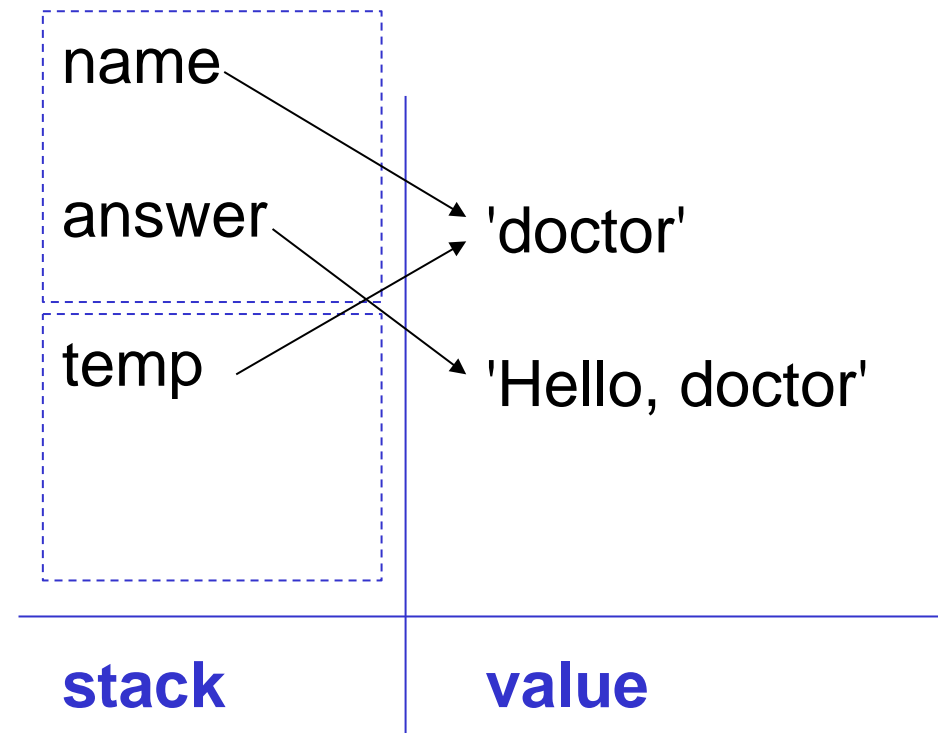 name
answer
'doctor'
temp
'Hello, doctor'
stack
value